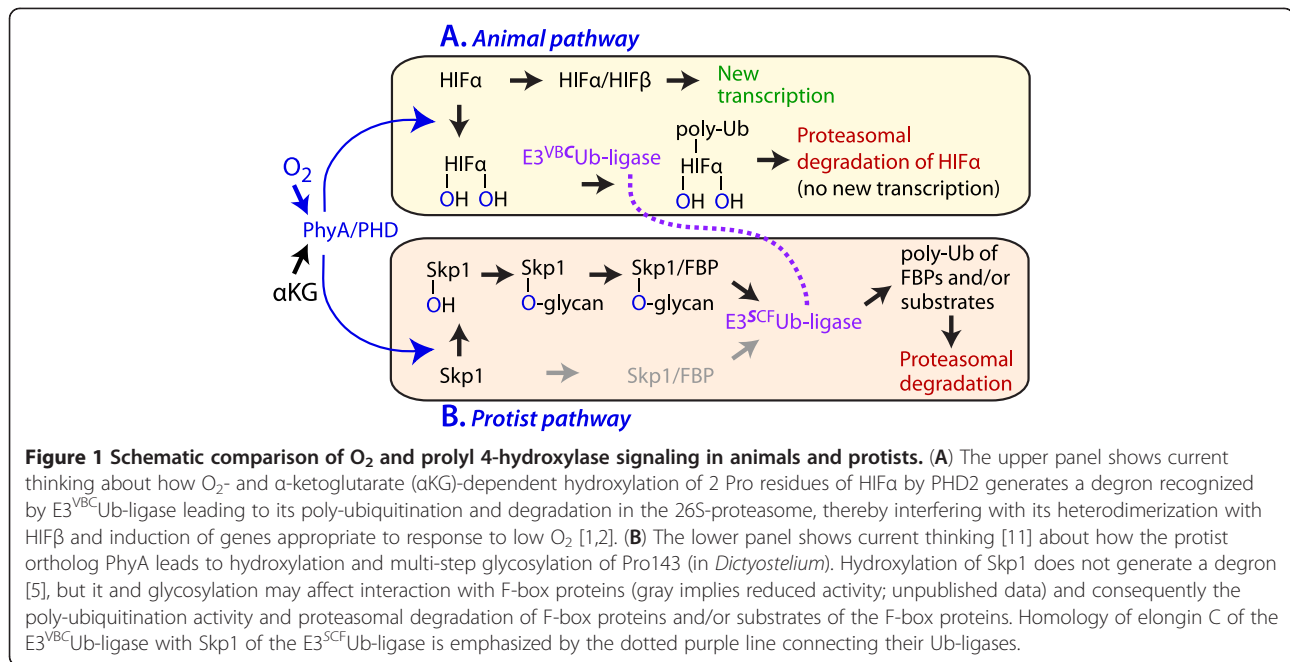 A. Animal pathway
HIFα
HIFα/HIFβ
New
transcription
HIFα
OH OH
E3VBCUb-ligase
poly-Ub
HIFα
OH OH
Proteasomal
degradation of HIFα
(no new transcription)
O2
PhyA/PHD
αKG
Skp1
OH
Skp1
O-glycan
Skp1/FBP
O-glycan
E3SCFUb-ligase
poly-Ub of
FBPs and/or
substrates
Skp1
Skp1/FBP
Proteasomal
degradation
B. Protist pathway
Figure 1 Schematic comparison of O2 and prolyl 4-hydroxylase signaling in animals and protists. (A) The upper panel shows current
thinking about how O2- and α-ketoglutarate (αKG)-dependent hydroxylation of 2 Pro residues of HIFα by PHD2 generates a degron recognized
by E3VBCUb-ligase leading to its poly-ubiquitination and degradation in the 26S-proteasome, thereby interfering with its heterodimerization with
HIFβ and induction of genes appropriate to response to low O2 [1,2]. (B) The lower panel shows current thinking [11] about how the protist
ortholog PhyA leads to hydroxylation and multi-step glycosylation of Pro143 (in Dictyostelium). Hydroxylation of Skp1 does not generate a degron
[5], but it and glycosylation may affect interaction with F-box proteins (gray implies reduced activity; unpublished data) and consequently the
poly-ubiquitination activity and proteasomal degradation of F-box proteins and/or substrates of the F-box proteins. Homology of elongin C of the
E3VBCUb-ligase with Skp1 of the E3SCFUb-ligase is emphasized by the dotted purple line connecting their Ub-ligases.